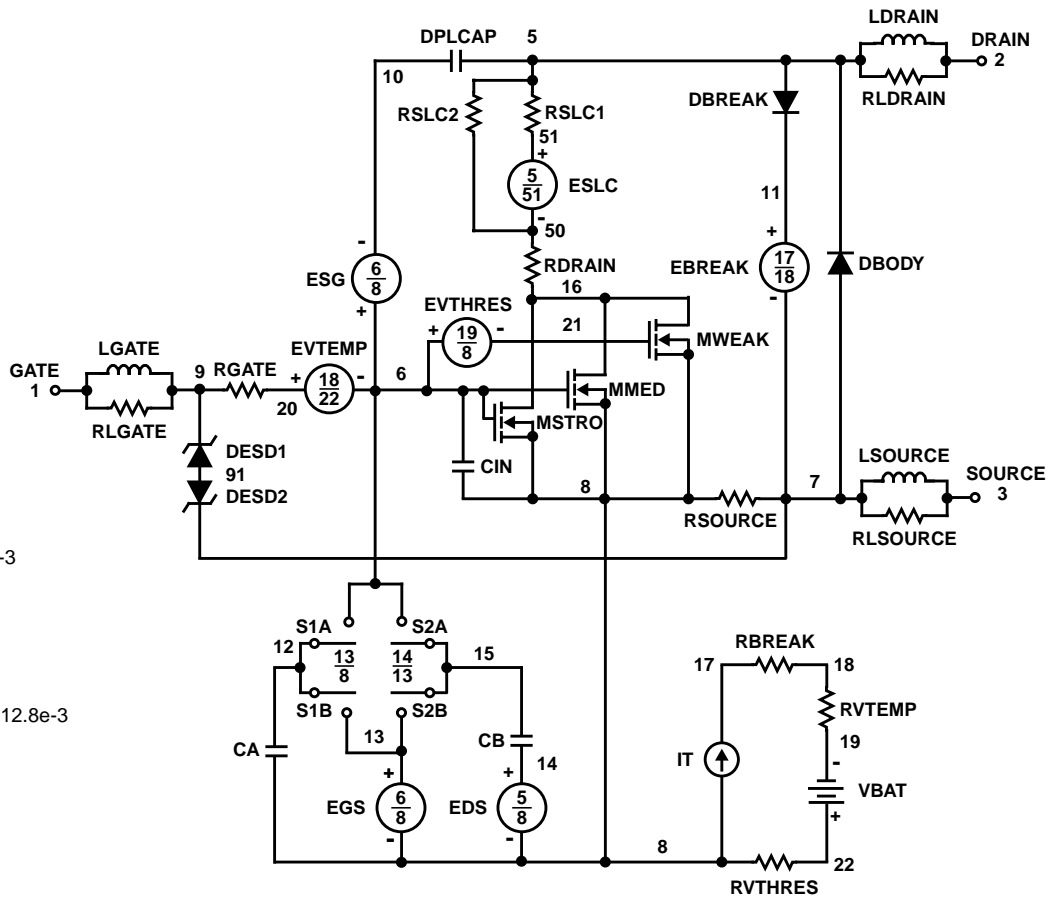 LDRAIN
DPLCAP 5 DRAIN
10 2
RSLC2 RSLC1 DBREAK RLDRAIN
51
+
5
51 ESLC
-
50
11
- RDRAIN +
ESG 6
8 EBREAK 17
18 DBODY
+ 16 -
EVTHRES
+ 19
8 - 21 MWEAK
LGATE EVTEMP
GATE
1 9 RGATE + 18
22 - 6 MMED
20
RLGATE MSTRO
DESD1
91
DESD2 CIN
LSOURCE
8 7 SOURCE
3
RSOURCE
RLSOURCE
-3
S1A S2A
12 13
8 14
13 15
RBREAK
17 18
S1B S2B
12.8e-3
RVTEMP
13 CB 19
CA 14 IT -
+ + VBAT
EGS 6
8 EDS 5
8 +
- -
8 22
RVTHRES